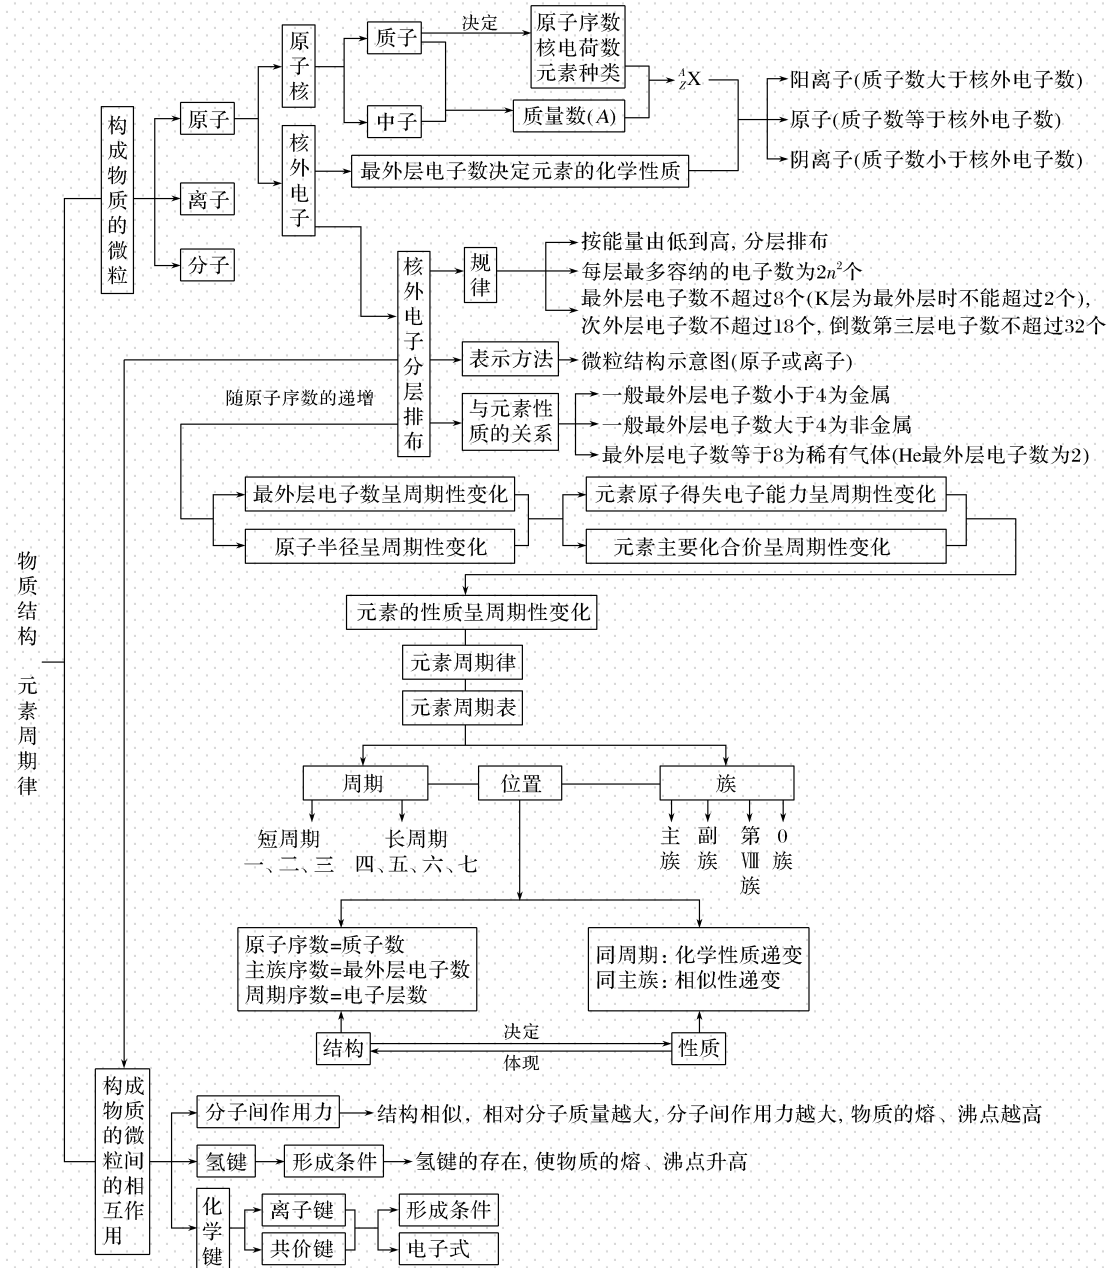 物质结构 元素周期律
构成物质的微粒
原子
离子
分子
原子核
核外电子
质子
中子
决定
原子序数
核电荷数
元素种类
质量数(A)
A
Z X
阳离子(质子数大于核外电子数)
原子(质子数等于核外电子数)
阴离子(质子数小于核外电子数)
最外层电子数决定元素的化学性质
核外电子分层排布
规律
按能量由低到高, 分层排布
每层最多容纳的电子数为2n²个
最外层电子数不超过8个(K层为最外层时不能超过2个),
次外层电子数不超过18个, 倒数第三层电子数不超过32个
表示方法
微粒结构示意图(原子或离子)
与元素性
质的关系
一般最外层电子数小于4为金属
一般最外层电子数大于4为非金属
最外层电子数等于8为稀有气体(He最外层电子数为2)
随原子序数的递增
最外层电子数呈周期性变化
原子半径呈周期性变化
元素原子得失电子能力呈周期性变化
元素主要化合价呈周期性变化
元素的性质呈周期性变化
元素周期律
元素周期表
周期
位置
族
短周期
一、二、三
长周期
四、五、六、七
主族
副族
第Ⅷ族
0族
原子序数=质子数
主族序数=最外层电子数
周期序数=电子层数
同周期: 化学性质递变
同主族: 相似性递变
结构
决定
体现
性质
构成
物质
的微
粒间
的相
互作
用
分子间作用力
结构相似, 相对分子质量越大, 分子间作用力越大, 物质的熔、沸点越高
氢键
形成条件
氢键的存在, 使物质的熔、沸点升高
化学键
离子键
共价键
形成条件
电子式